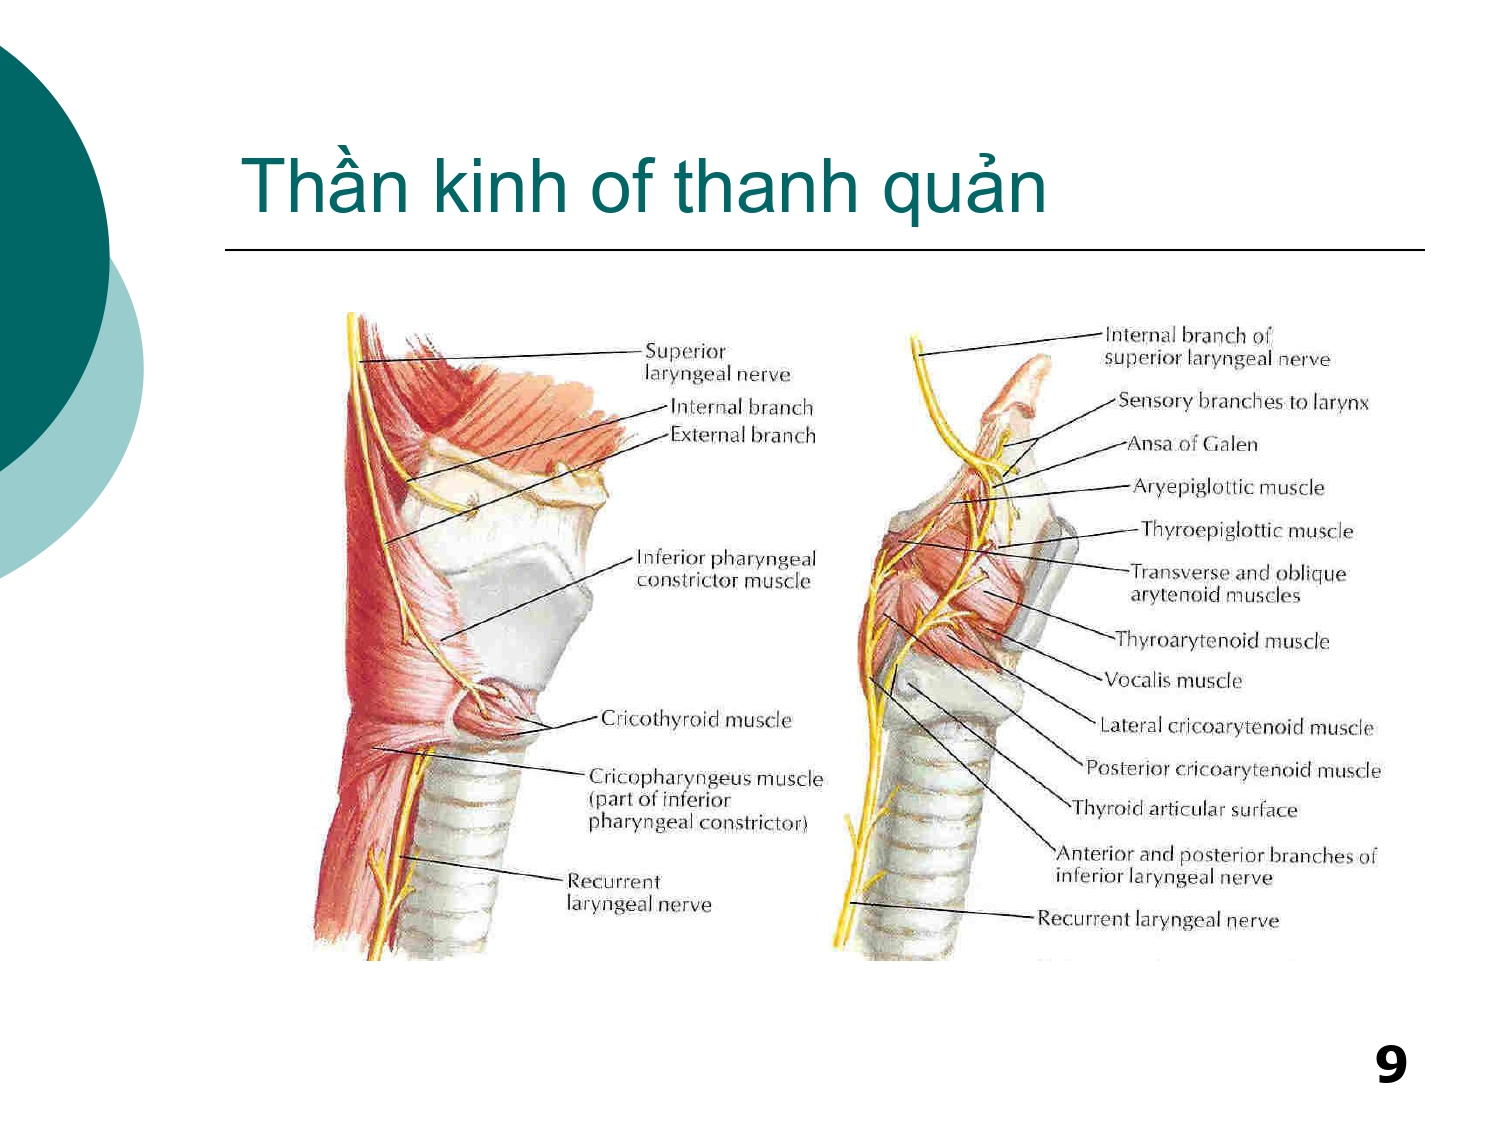 Thần kinh of thanh quản
Superior
laryngeal nerve
Internal branch
External branch
Inferior pharyngeal
constrictor muscle
Cricothyroid muscle
Cricopharyngeus muscle
(part of inferior
pharyngeal constrictor)
Recurrent
laryngeal nerve
Internal branch of
superior laryngeal nerve
Sensory branches to larynx
Ansa of Galen
Aryepiglottic muscle
Thyroepiglottic muscle
Transverse and oblique
arytenoid muscles
Thyroarytenoid muscle
Vocalis muscle
Lateral cricoarytenoid muscle
Posterior cricoarytenoid muscle
Thyroid articular surface
Anterior and posterior branches of
inferior laryngeal nerve
Recurrent laryngeal nerve
9